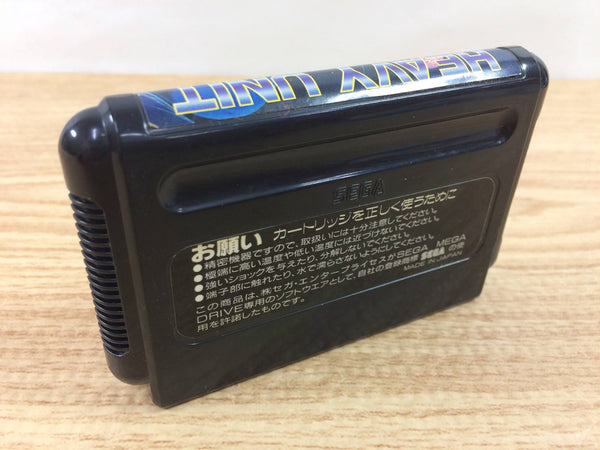 HEAVY UNIT
SEGA
お願い カートリッジを正しく使うために
●精密機器ですので、取扱いには十分注意してください。
●極端に高い温度や低い温度には近づけないでください。
●強いショックを与えたり、分解しないでください。
●端子部に触れたり、水で濡らさないようにしてください。
この商品は、㈱セガ・エンタープライゼスがSEGA MEGA
DRIVE専用のソフトウエアとして、自社の登録商標 SEGA の使
用を許諾したものです。
MADE IN JAPAN